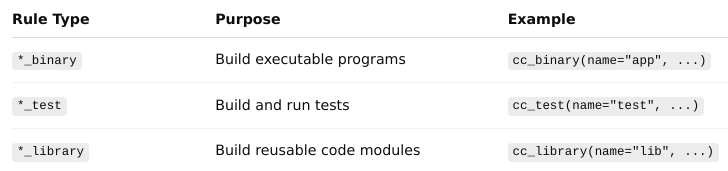 Rule Type Purpose Example
*_binary Build executable programs cc_binary(name="app", ...)
*_test Build and run tests cc_test(name="test", ...)
*_library Build reusable code modules cc_library(name="lib", ...)